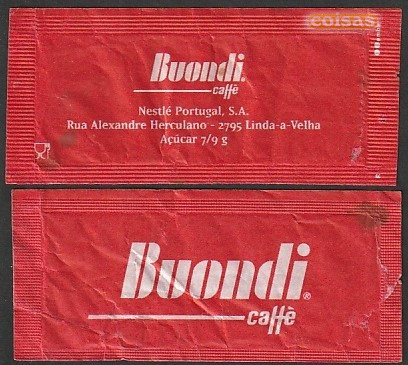 coisas
Buondi.
caffè
Nestlé Portugal, S.A.
Rua Alexandre Herculano - 2795 Linda-a-Velha
Açúcar 7/9 g
Buondi
®
caffè